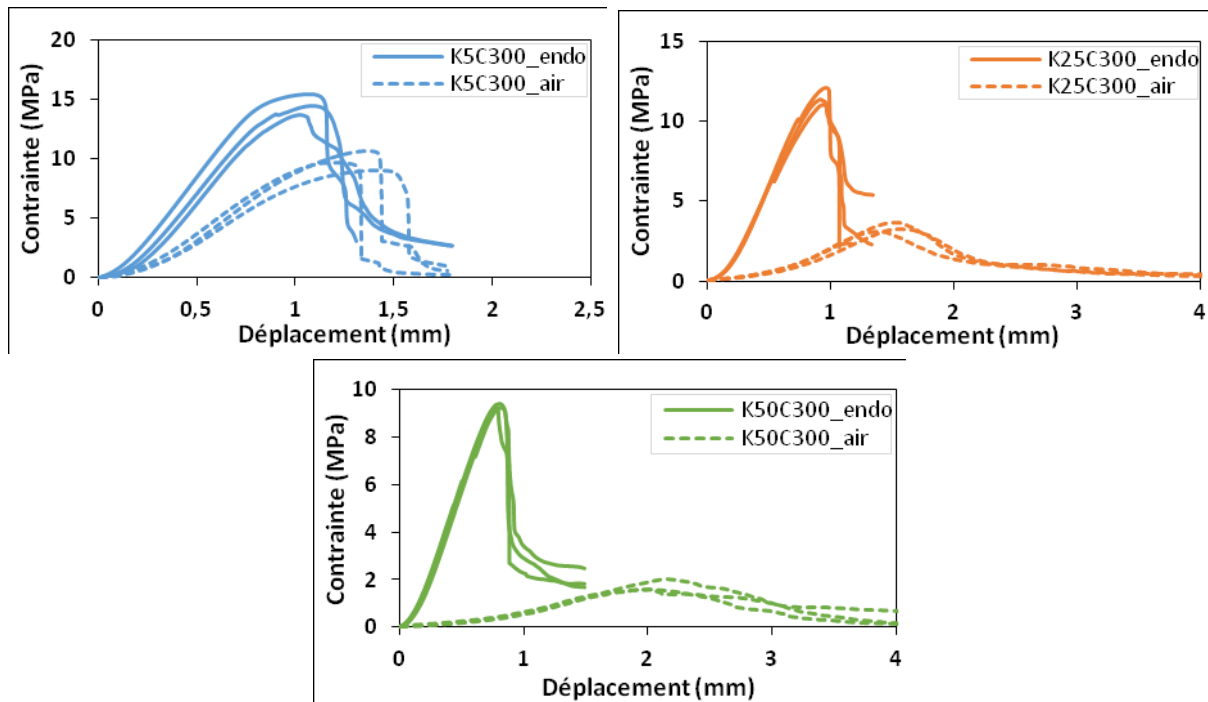 Contrainte (MPa)
20
15
10
5
0
K5C300_endo
K5C300_air
0
0,5
1
1,5
2
2,5
Déplacement (mm)
Contrainte (MPa)
15
10
5
0
K25C300_endo
K25C300_air
0
1
2
3
4
Déplacement (mm)
Contrainte (MPa)
10
8
6
4
2
0
K50C300_endo
K50C300_air
0
1
2
3
4
Déplacement (mm)